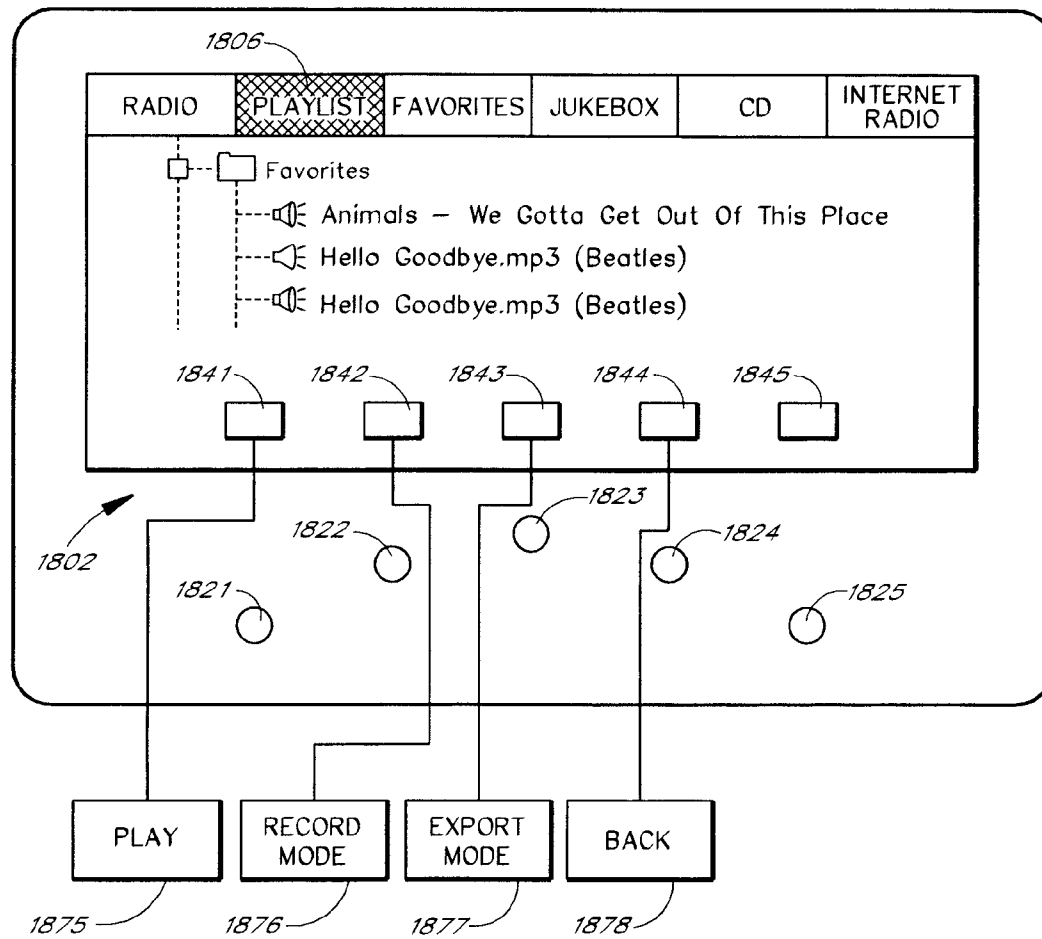 1806
RADIO PLAYLIST FAVORITES JUKEBOX CD INTERNET RADIO
Favorites
Animals – We Gotta Get Out Of This Place
Hello Goodbye.mp3 (Beatles)
Hello Goodbye.mp3 (Beatles)
1841 1842 1843 1844 1845
1802
1821
1822
1823
1824
1825
PLAY
RECORD MODE
EXPORT MODE
BACK
1875 1876 1877 1878